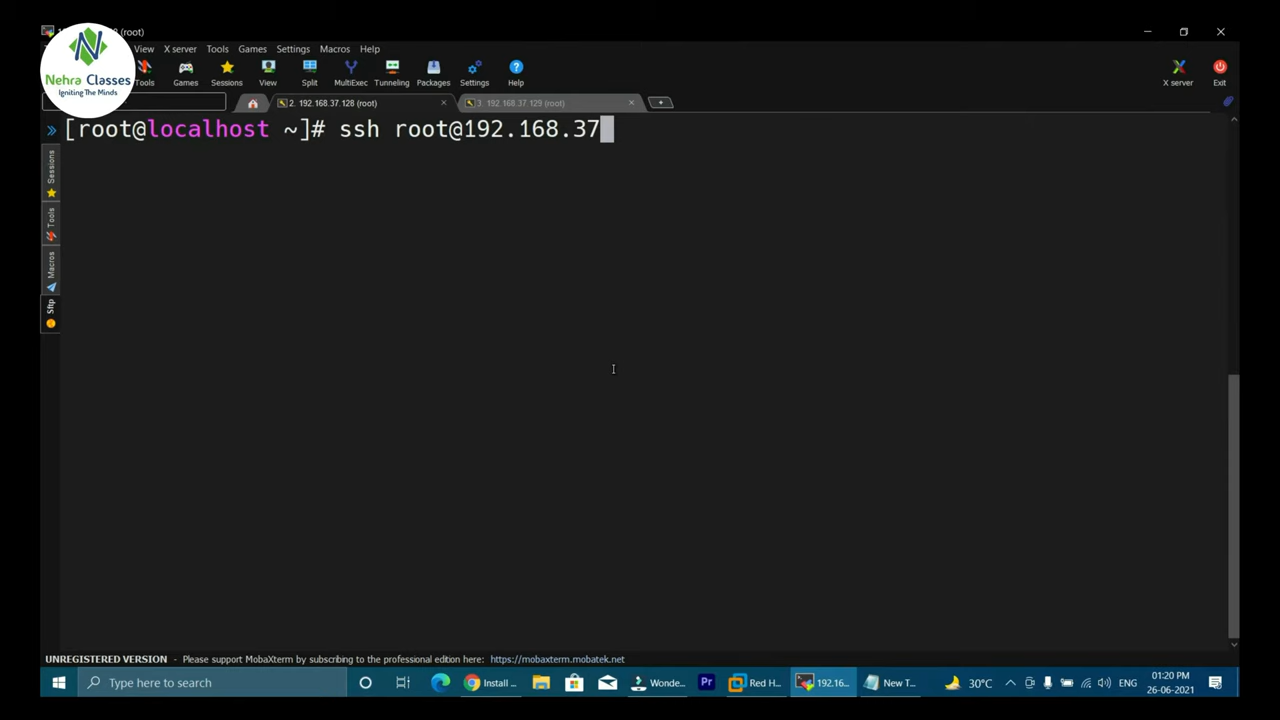 (root)
View X server Tools Games Settings Macros Help
Nehra Classes
Igniting The Minds
Tools Games Sessions View Split MultiExec Tunneling Packages Settings Help X server Exit
2. 192.168.37.128 (root) 3 192.168.37.129 (root)
[root@localhost ~]# ssh root@192.168.37
Sessions
Tools
Macros
Sftp
UNREGISTERED VERSION - Please support MobaXterm by subscribing to the professional edition here: https://mobaxterm.mobatek.net
Type here to search Install ... Wonde... Pr Red H... 192.16... New T... 30°C ENG
01:20 PM
26-06-2021